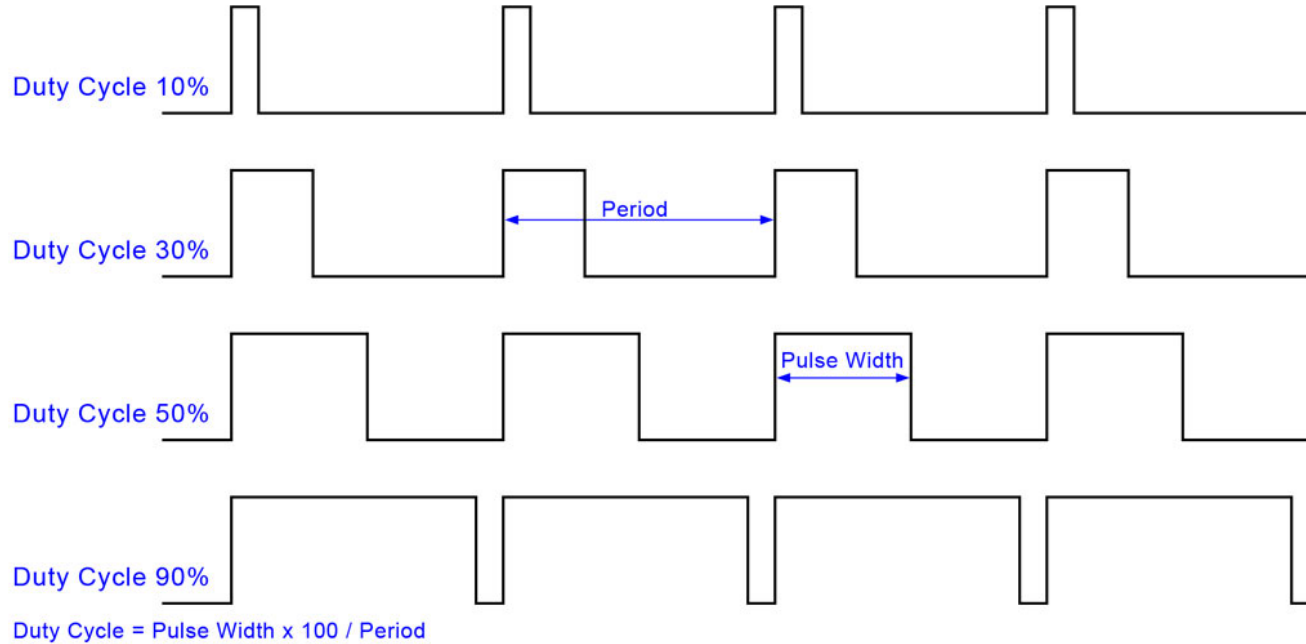 Duty Cycle 10%
Period
Duty Cycle 30%
Pulse Width
Duty Cycle 50%
Duty Cycle 90%
Duty Cycle = Pulse Width x 100 / Period